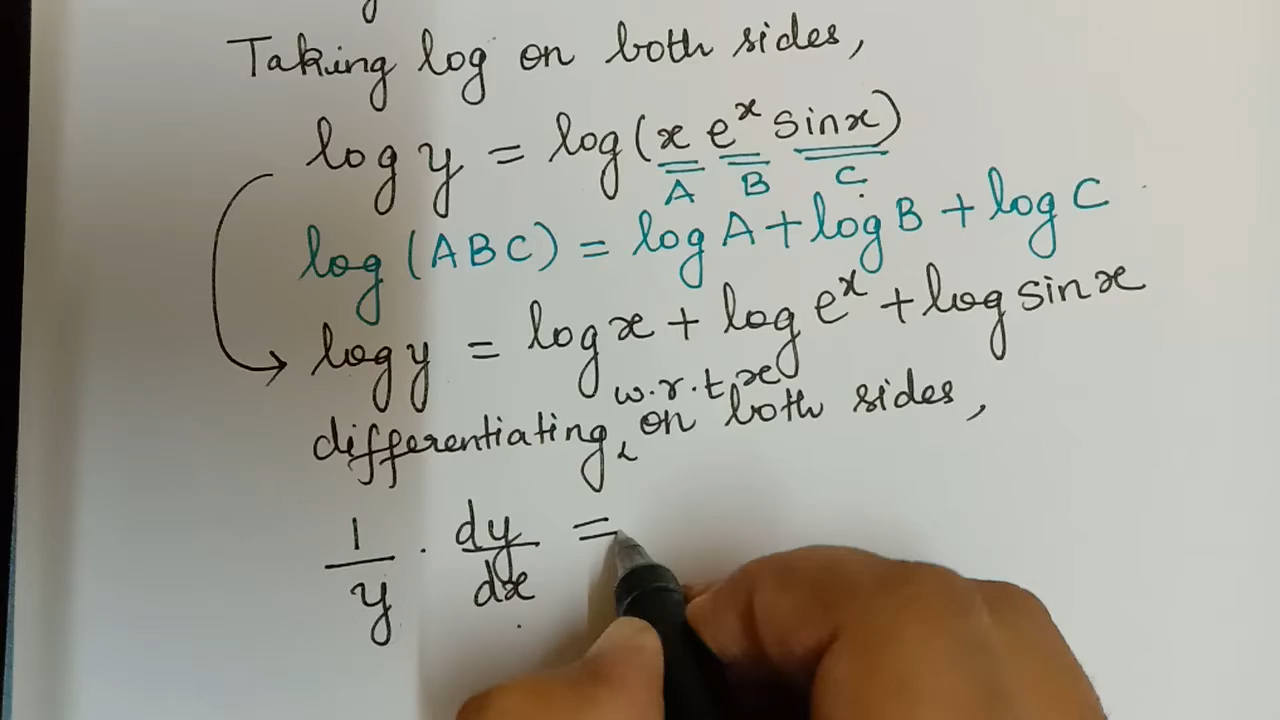 Taking log on both sides,
log y = log(x e^x sinx)
A B C
log (ABC) = log A + log B + log C
log y = log x + log e^x + log sin x
w.r.t, x
differentiating, on both sides,
1/y . dy/dx =